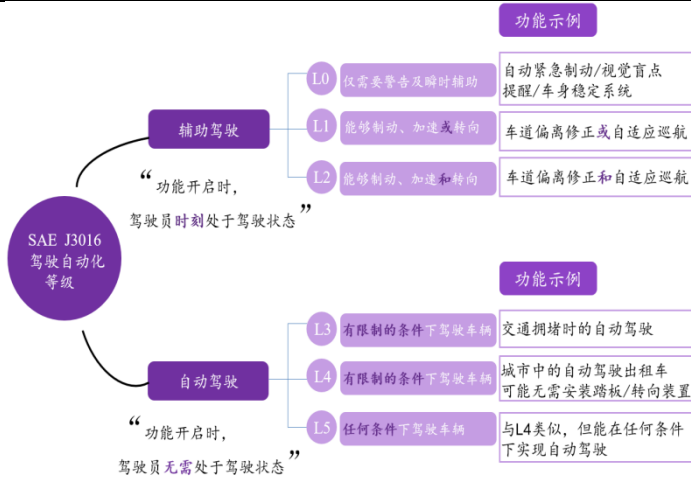 功能示例
L0
仅需要警告及瞬时辅助
自动紧急制动/视觉盲点
提醒/车身稳定系统
辅助驾驶
L1
能够制动、加速或转向
车道偏离修正或自适应巡航
L2
能够制动、加速和转向
车道偏离修正和自适应巡航
“功能开启时，
驾驶员时刻处于驾驶状态”
SAE J3016
驾驶自动化
等级
功能示例
L3
有限制的条件下驾驶车辆
交通拥堵时的自动驾驶
自动驾驶
L4
有限制的条件下驾驶车辆
城市中的自动驾驶出租车
可能无需安装踏板/转向装置
L5
任何条件下驾驶车辆
与L4类似，但能在任何条件
下实现自动驾驶
“功能开启时，
驾驶员无需处于驾驶状态”